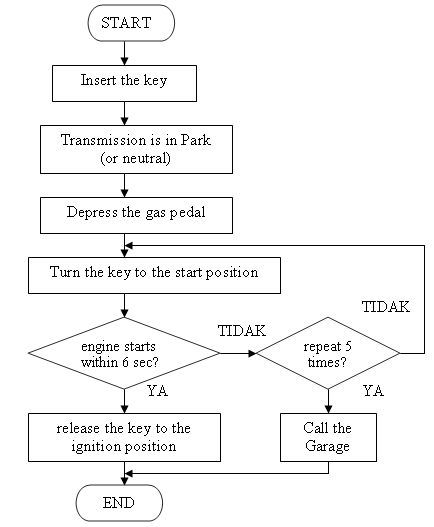 START
Insert the key
Transmission is in Park
(or neutral)
Depress the gas pedal
Turn the key to the start position
engine starts
within 6 sec?
TIDAK
repeat 5
times?
TIDAK
YA
YA
release the key to the
ignition position
Call the
Garage
END